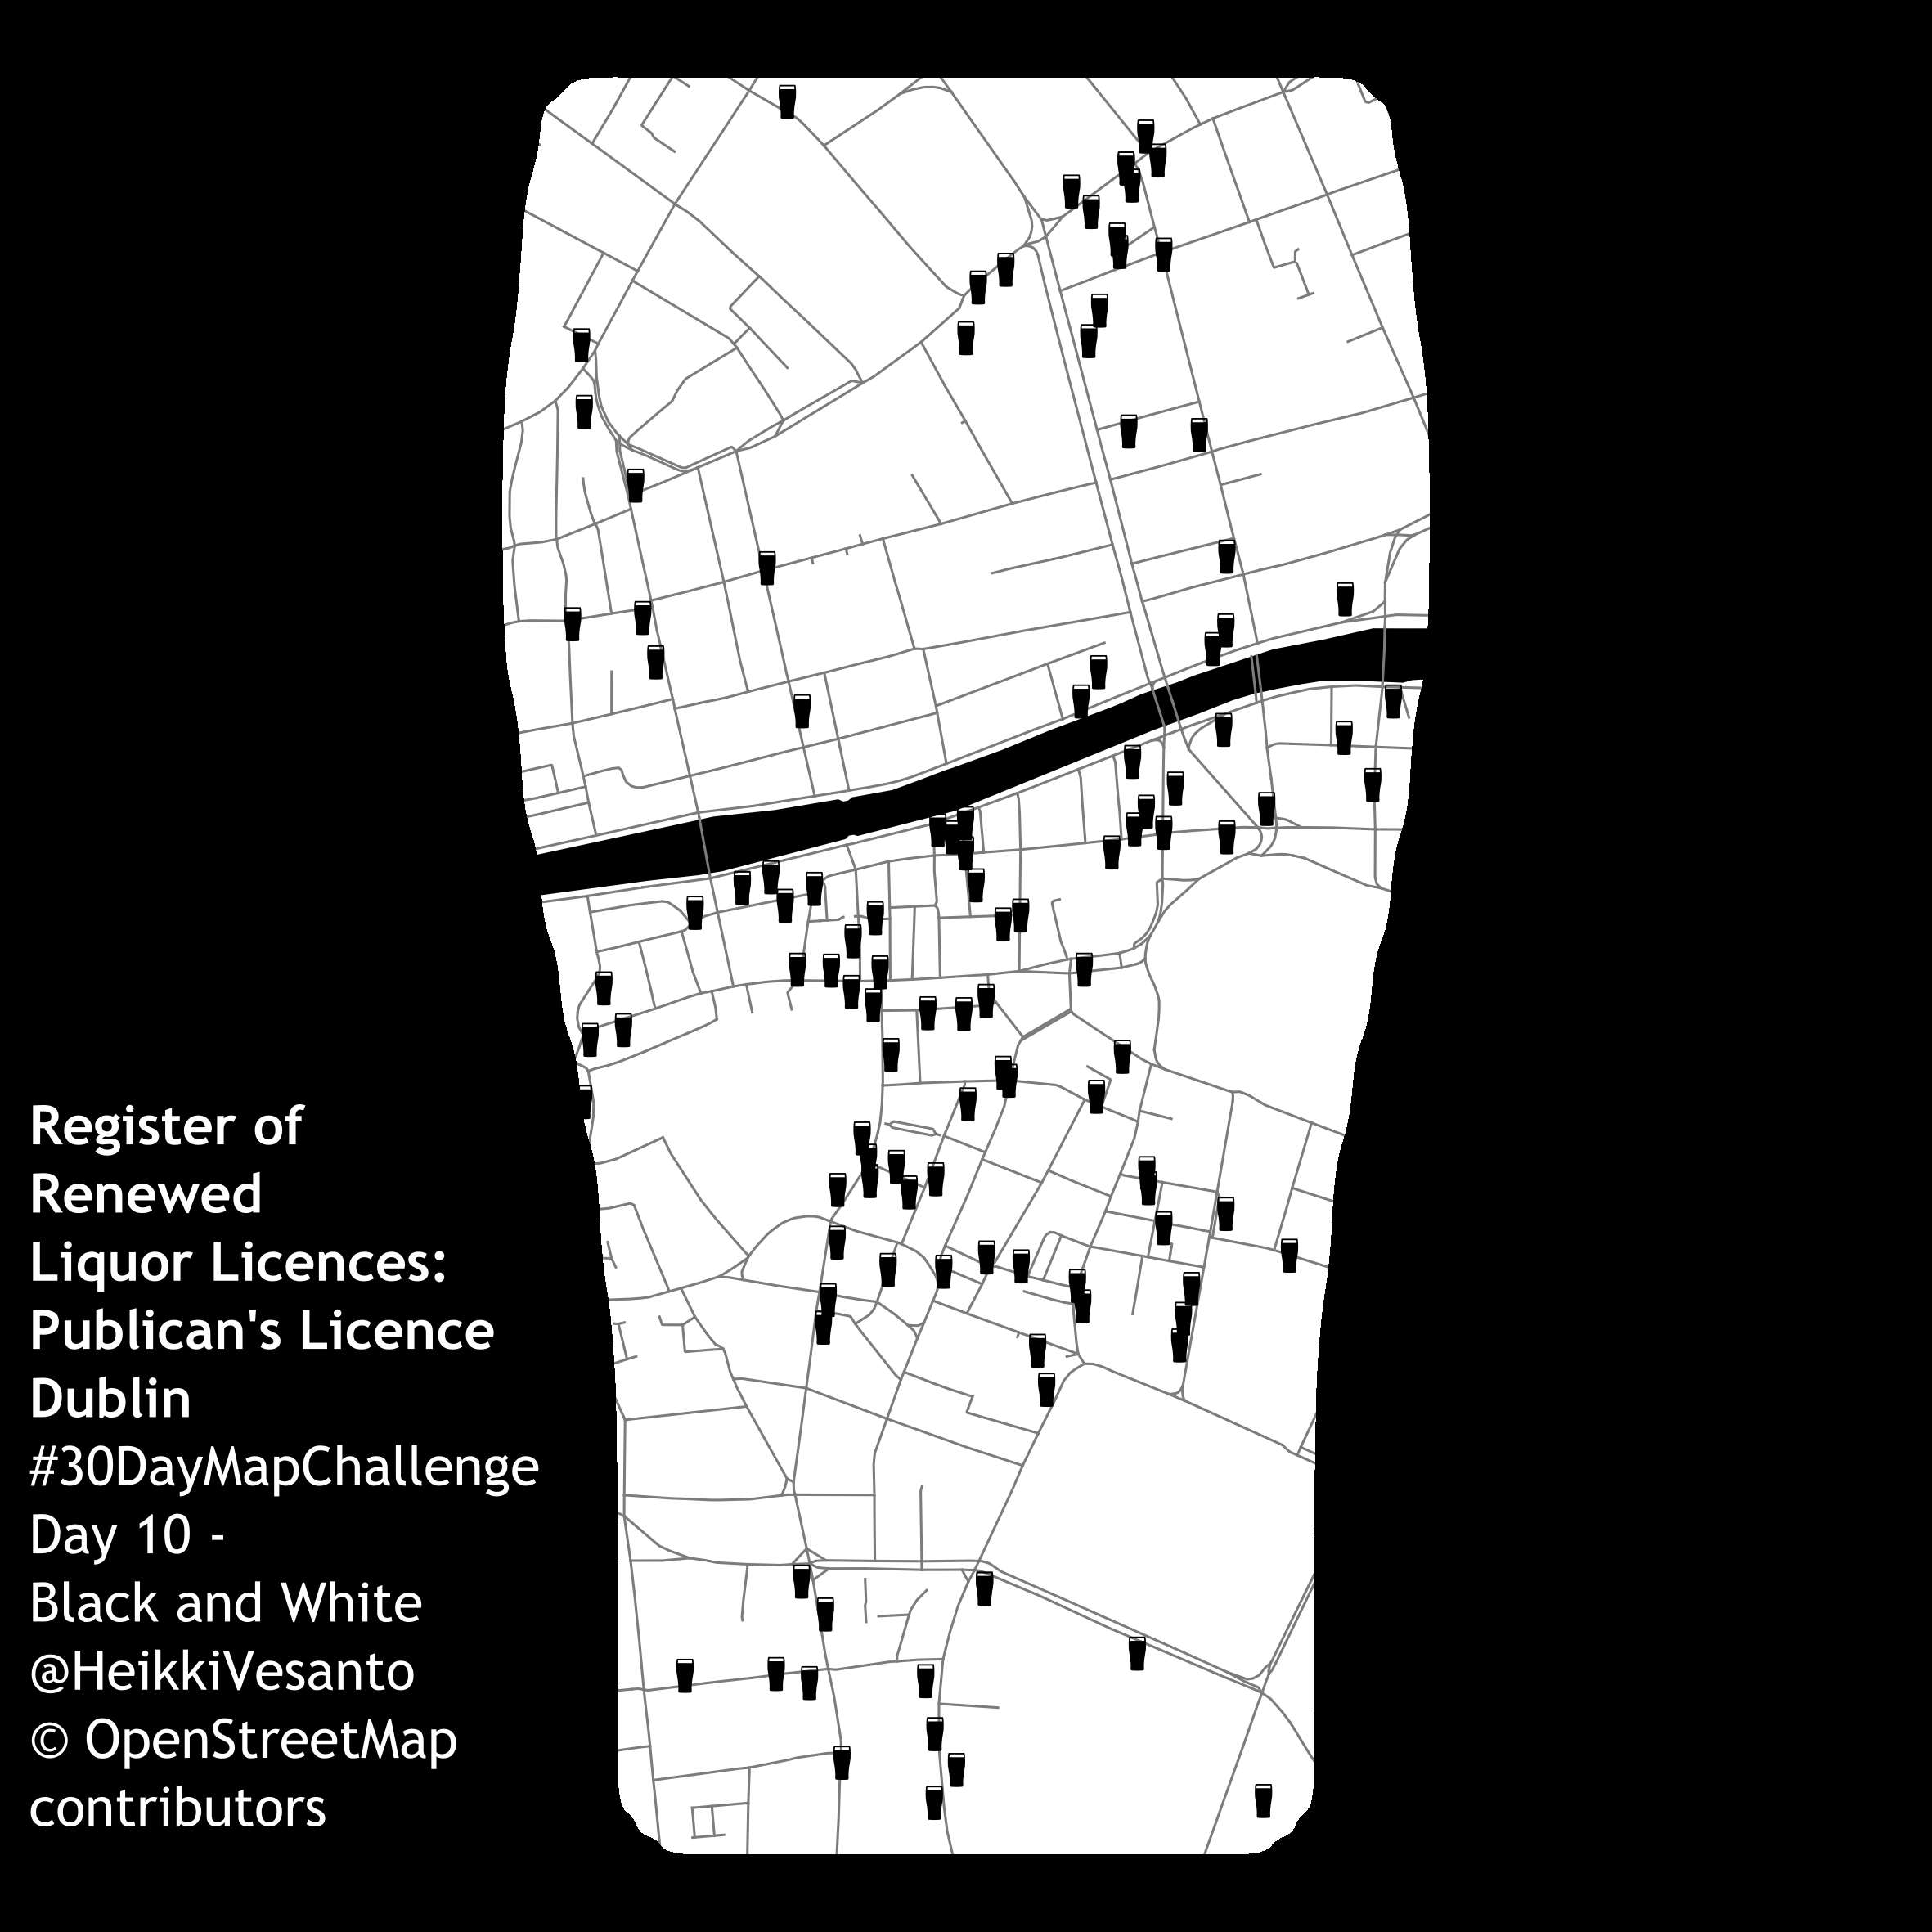 Register of
Renewed
Liquor Licences:
Publican's Licence
Dublin
#30DayMapChallenge
Day 10 -
Black and White
@HeikkiVesanto
© OpenStreetMap
contributors